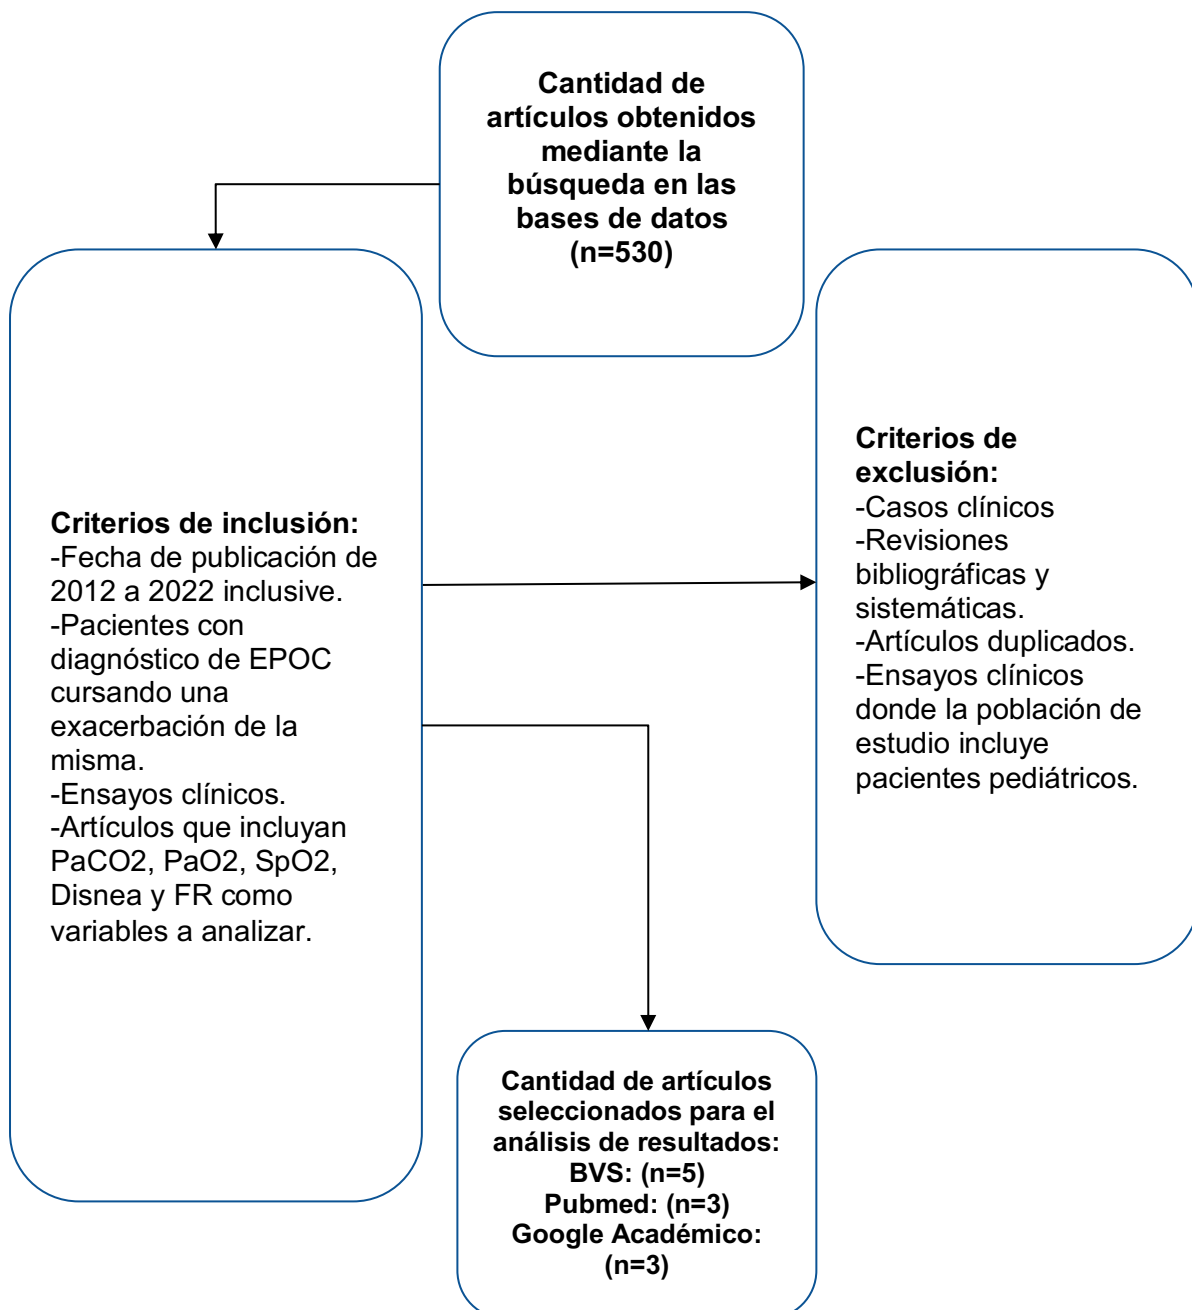 Cantidad de
artículos obtenidos
mediante la
búsqueda en las
bases de datos
(n=530)
Criterios de inclusión:
-Fecha de publicación de
2012 a 2022 inclusive.
-Pacientes con
diagnóstico de EPOC
cursando una
exacerbación de la
misma.
-Ensayos clínicos.
-Artículos que incluyan
PaCO2, PaO2, SpO2,
Disnea y FR como
variables a analizar.
Criterios de
exclusión:
-Casos clínicos
-Revisiones
bibliográficas y
sistemáticas.
-Artículos duplicados.
-Ensayos clínicos
donde la población de
estudio incluye
pacientes pediátricos.
Cantidad de artículos
seleccionados para el
análisis de resultados:
BVS: (n=5)
Pubmed: (n=3)
Google Académico:
(n=3)